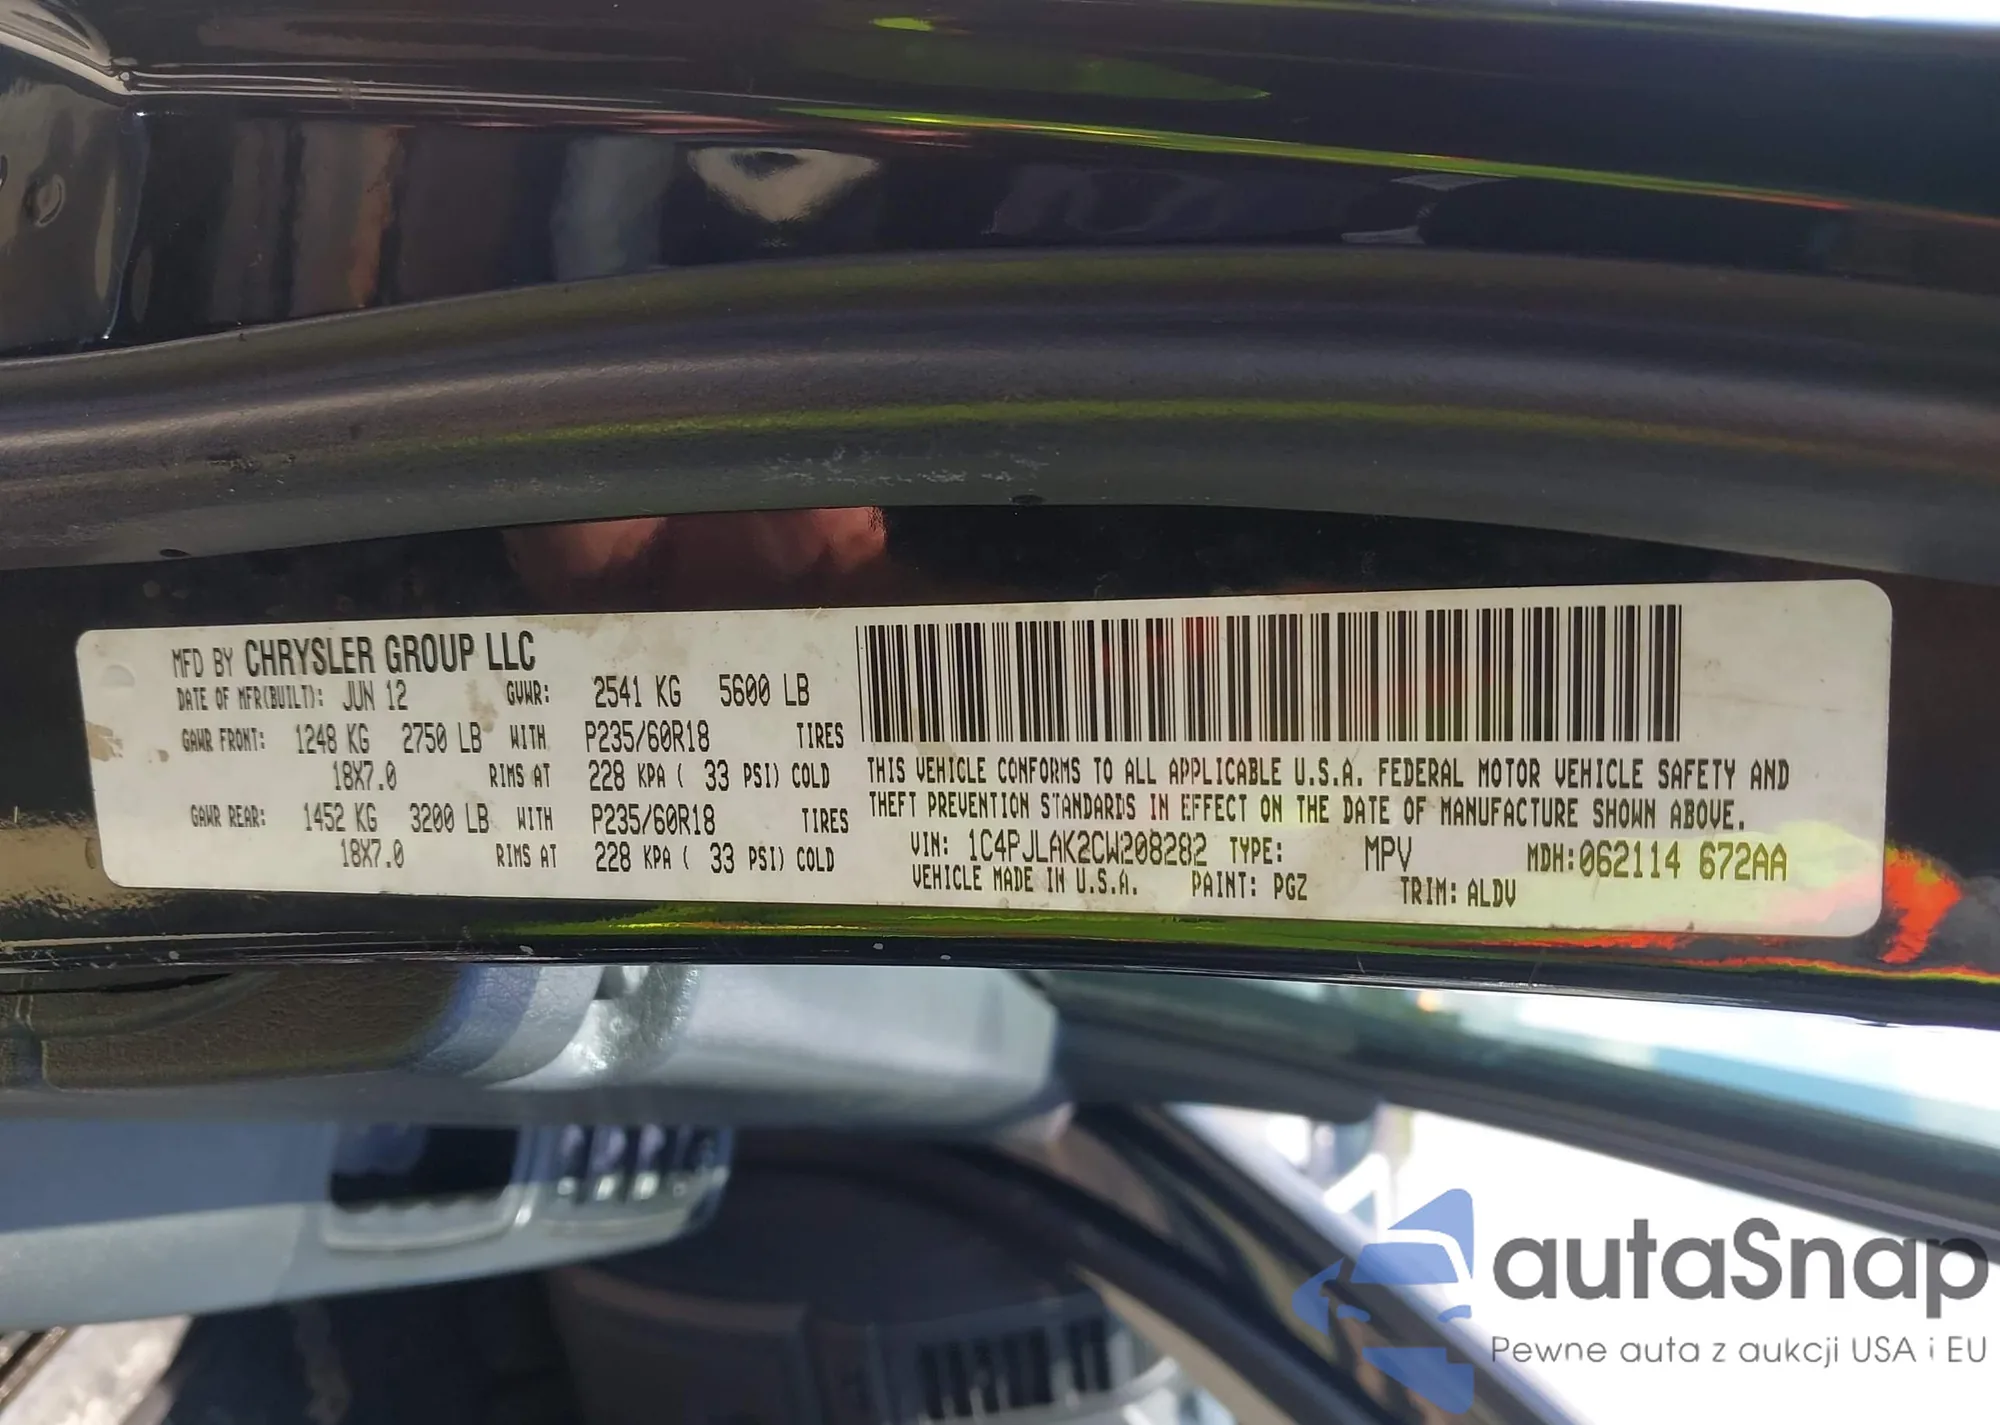 MFD BY CHRYSLER GROUP LLC
DATE OF MFR(BUILT): JUN 12 GVWR: 2541 KG 5600 LB
GAWR FRONT: 1248 KG 2750 LB WITH P235/60R18 TIRES
18X7.0 RIMS AT 228 KPA ( 33 PSI) COLD
GAWR REAR: 1452 KG 3200 LB WITH P235/60R18 TIRES
18X7.0 RIMS AT 228 KPA ( 33 PSI) COLD
THIS VEHICLE CONFORMS TO ALL APPLICABLE U.S.A. FEDERAL MOTOR VEHICLE SAFETY AND
THEFT PREVENTION STANDARDS IN EFFECT ON THE DATE OF MANUFACTURE SHOWN ABOVE.
VIN: 1C4PJLAK2CW208282 TYPE: MPV MDH:062114 672AA
VEHICLE MADE IN U.S.A. PAINT: PGZ TRIM: ALDV
autaSnap
Pewne auta z aukcji USA i EU